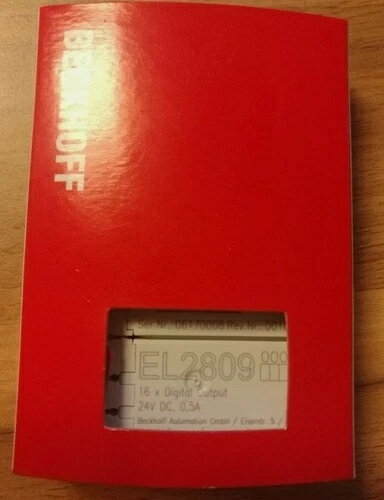 BECKHOFF
Ser.Nr.: 06170008 Rev.Nr.: 001
EL2809
16 x Digital Output
24V DC, 0,5A
Beckhoff Automation GmbH / Eiserstr. 5 /